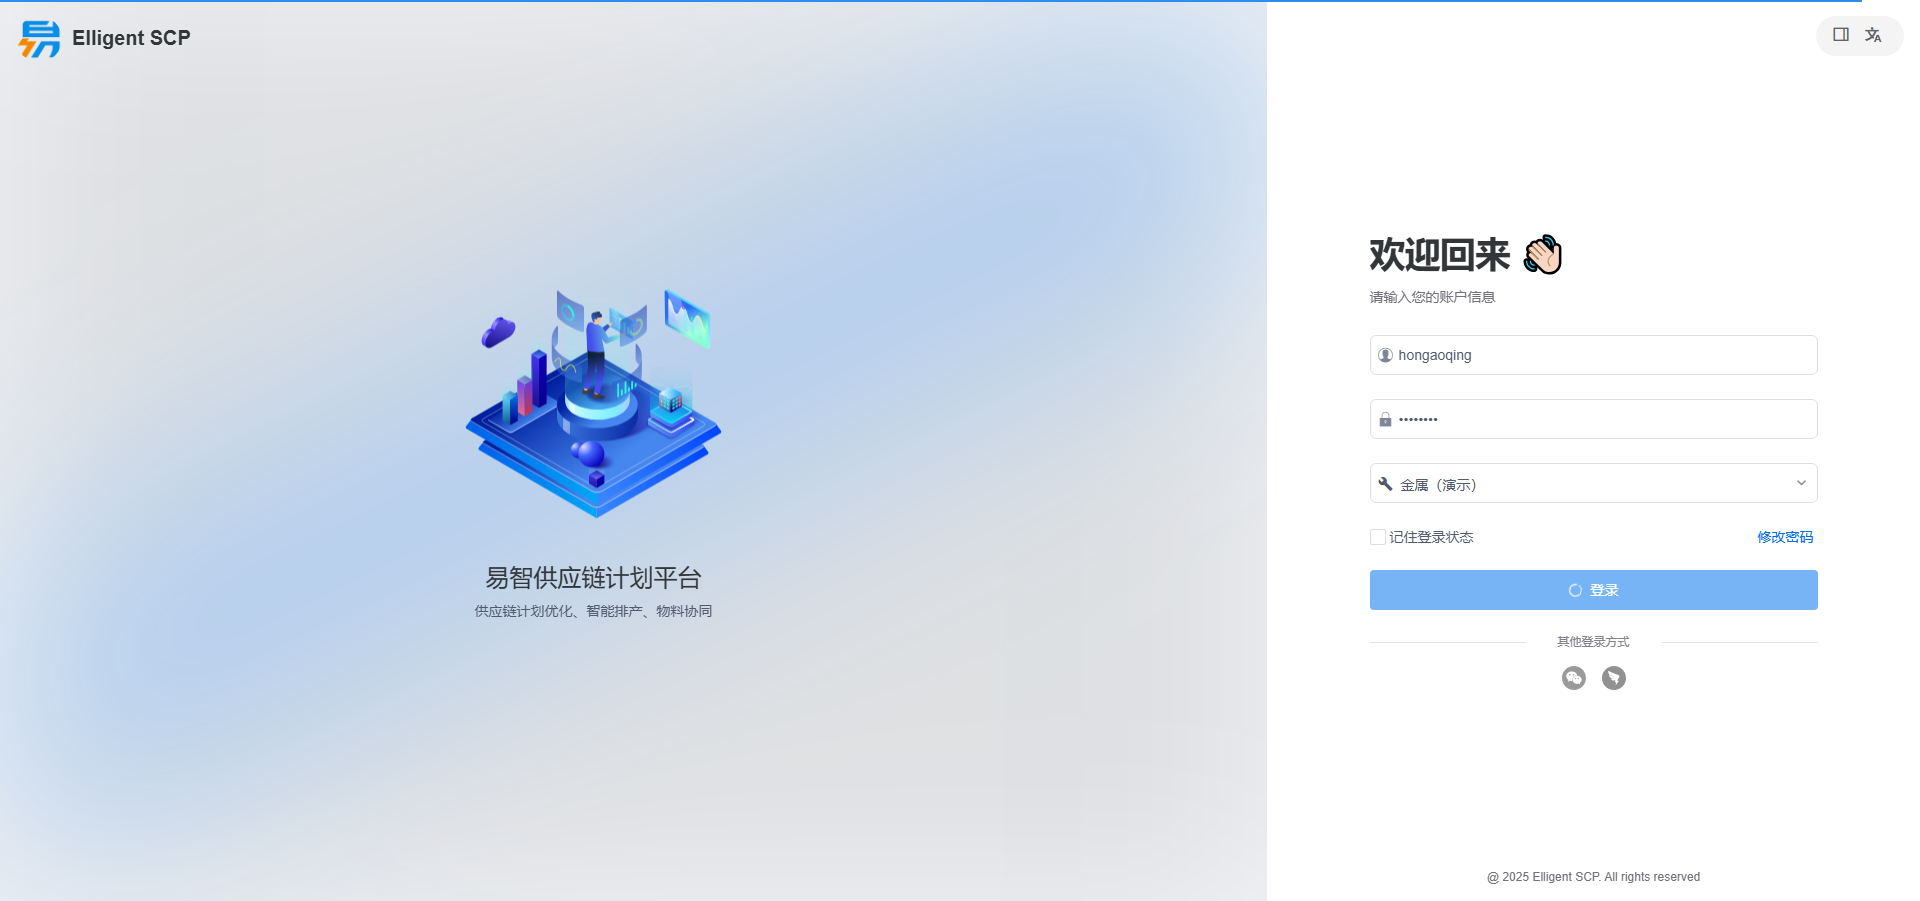 Elligent SCP
易智供应链计划平台
供应链计划优化、智能排产、物料协同
欢迎回来
请输入您的账户信息
hongaoqing
••••••••
金属（演示）
记住登录状态
修改密码
登录
其他登录方式
@ 2025 Elligent SCP. All rights reserved